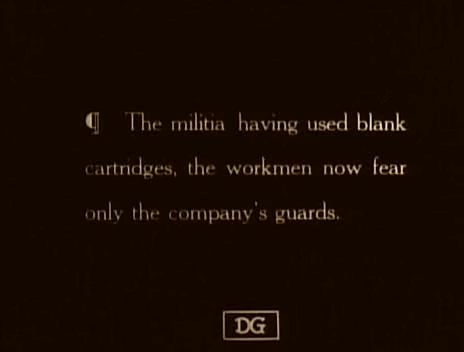 ¶ The militia having used blank
cartridges, the workmen now fear
only the company's guards.
DG